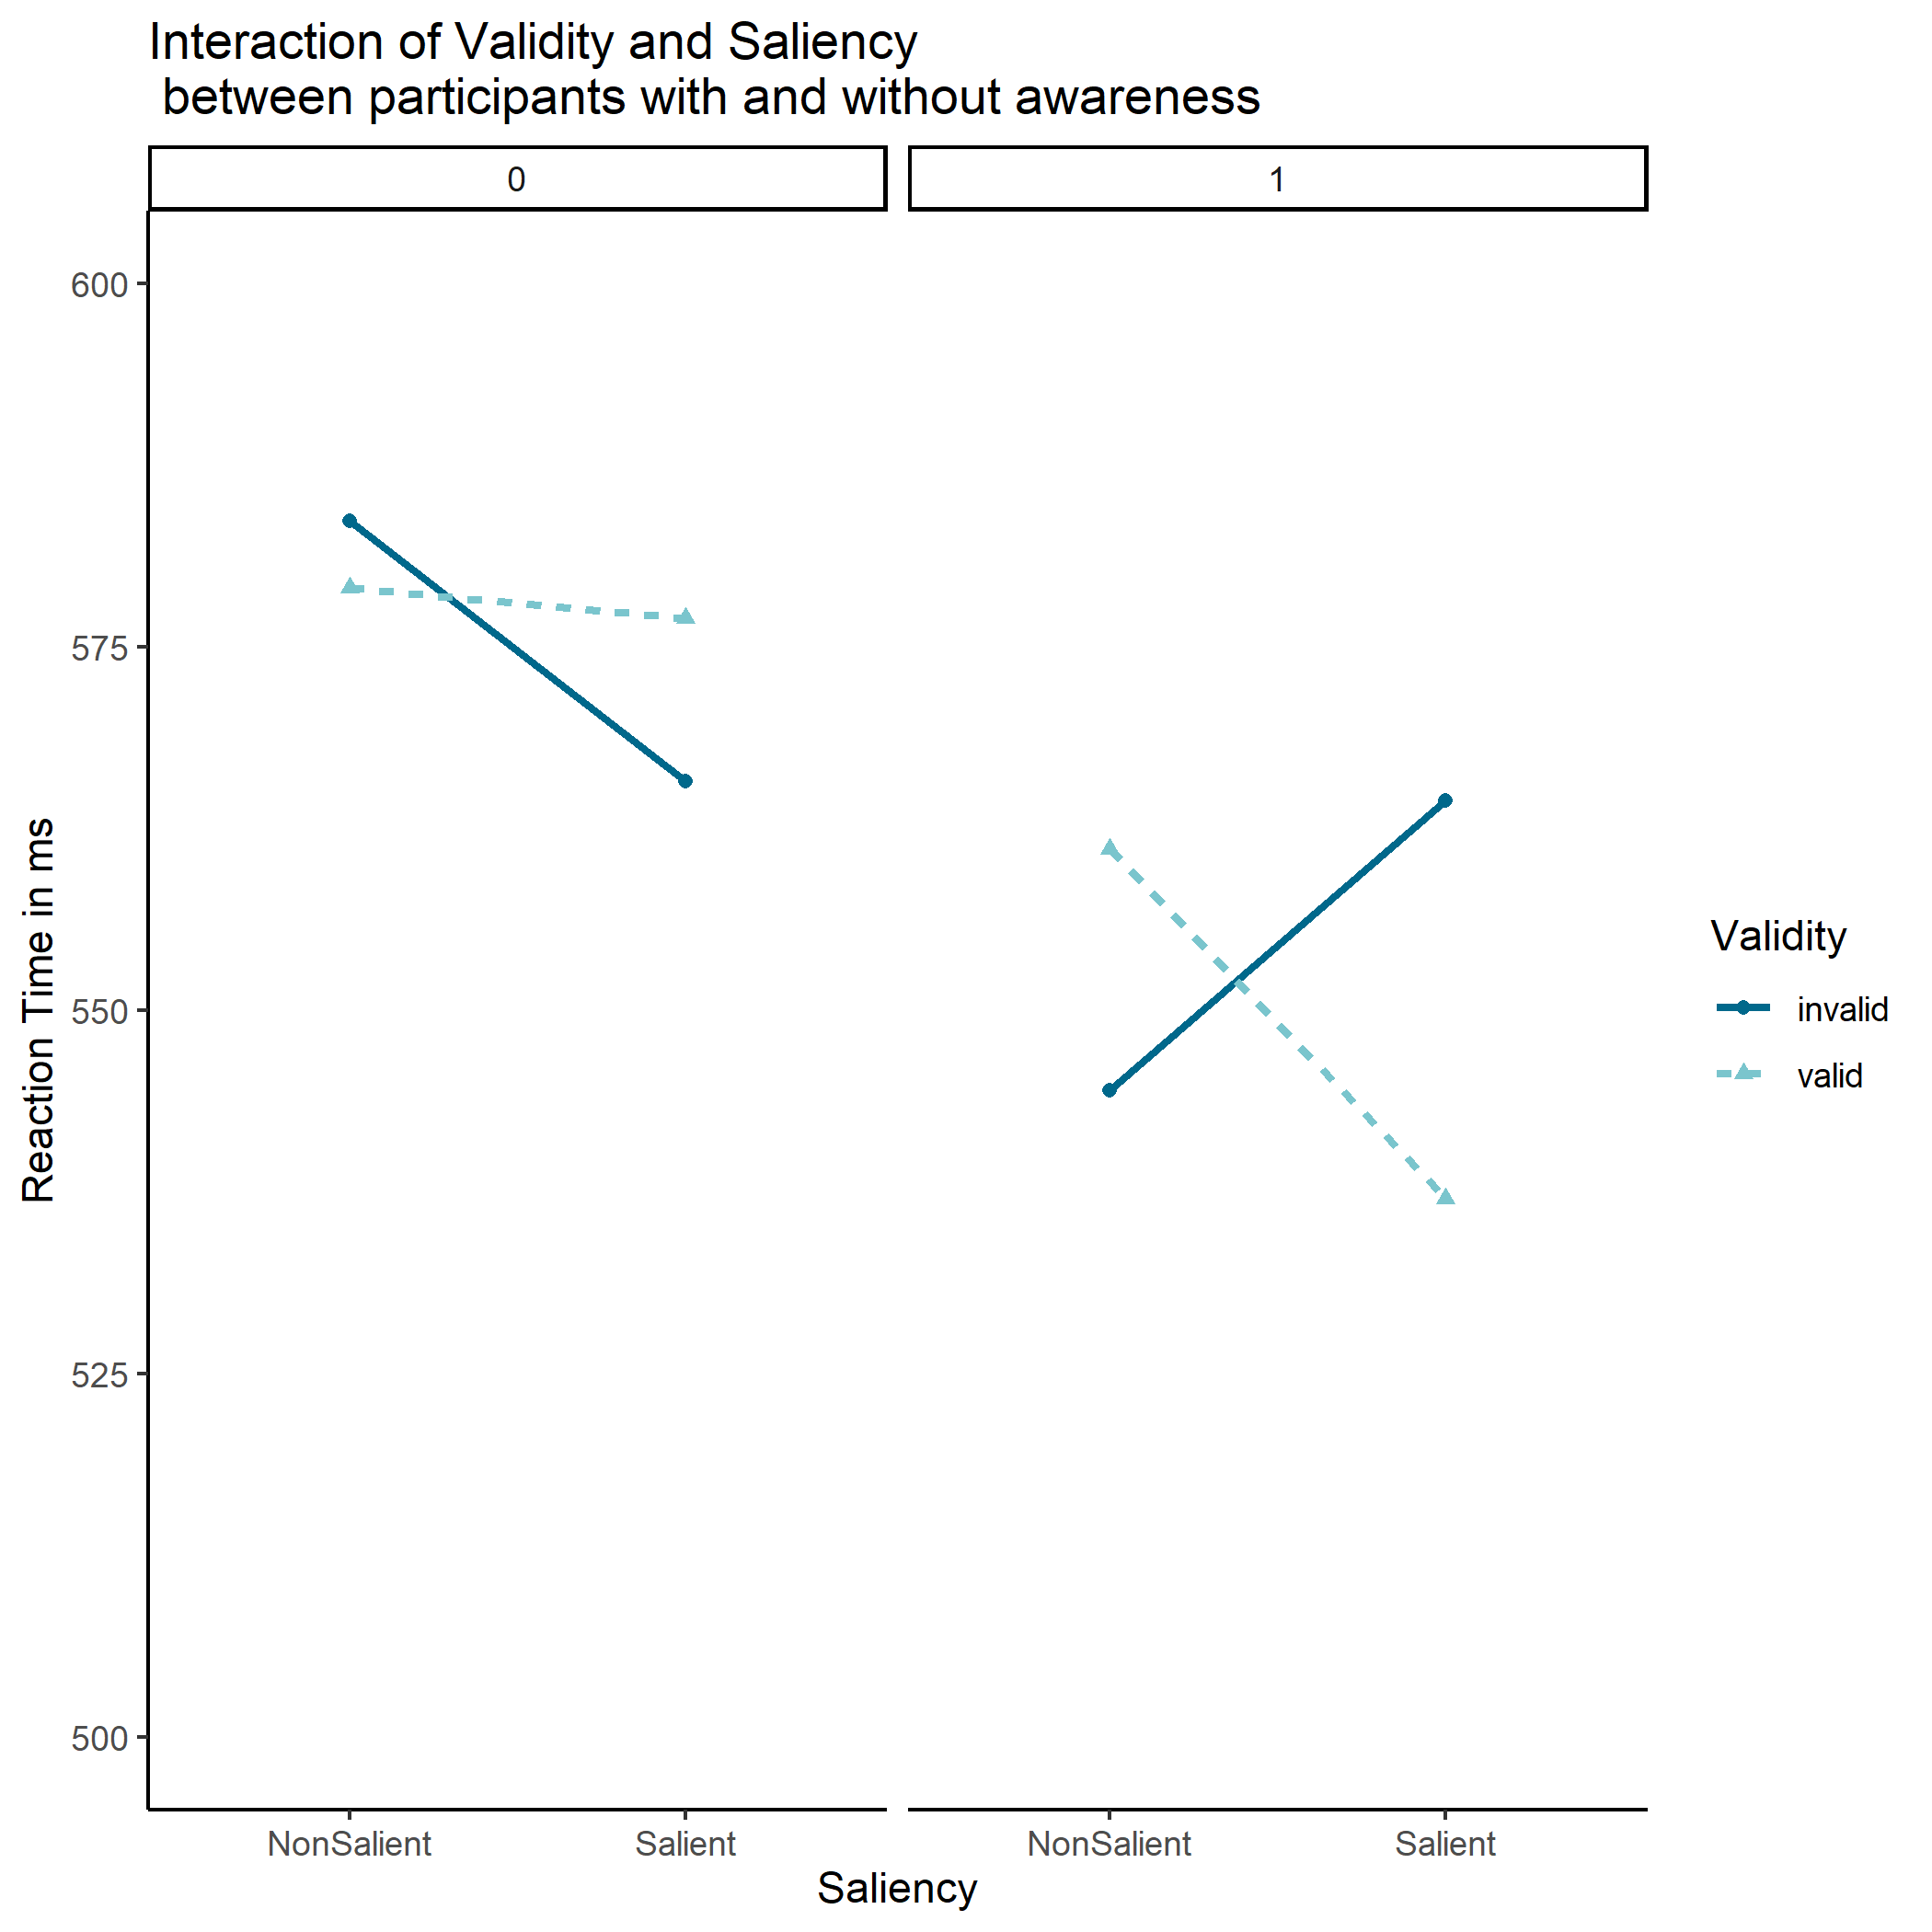 Interaction of Validity and Saliency
between participants with and without awareness
0
1
600
575
550
525
500
Reaction Time in ms
NonSalient
Salient
NonSalient
Salient
Saliency
Validity
invalid
valid